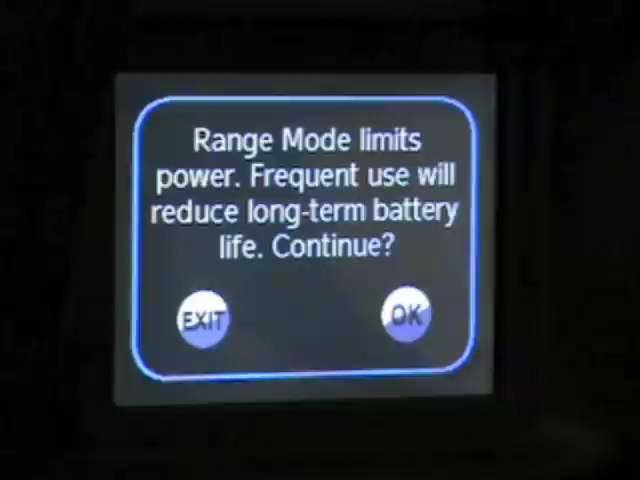 Range Mode limits
power. Frequent use will
reduce long-term battery
life. Continue?
EXIT
OK